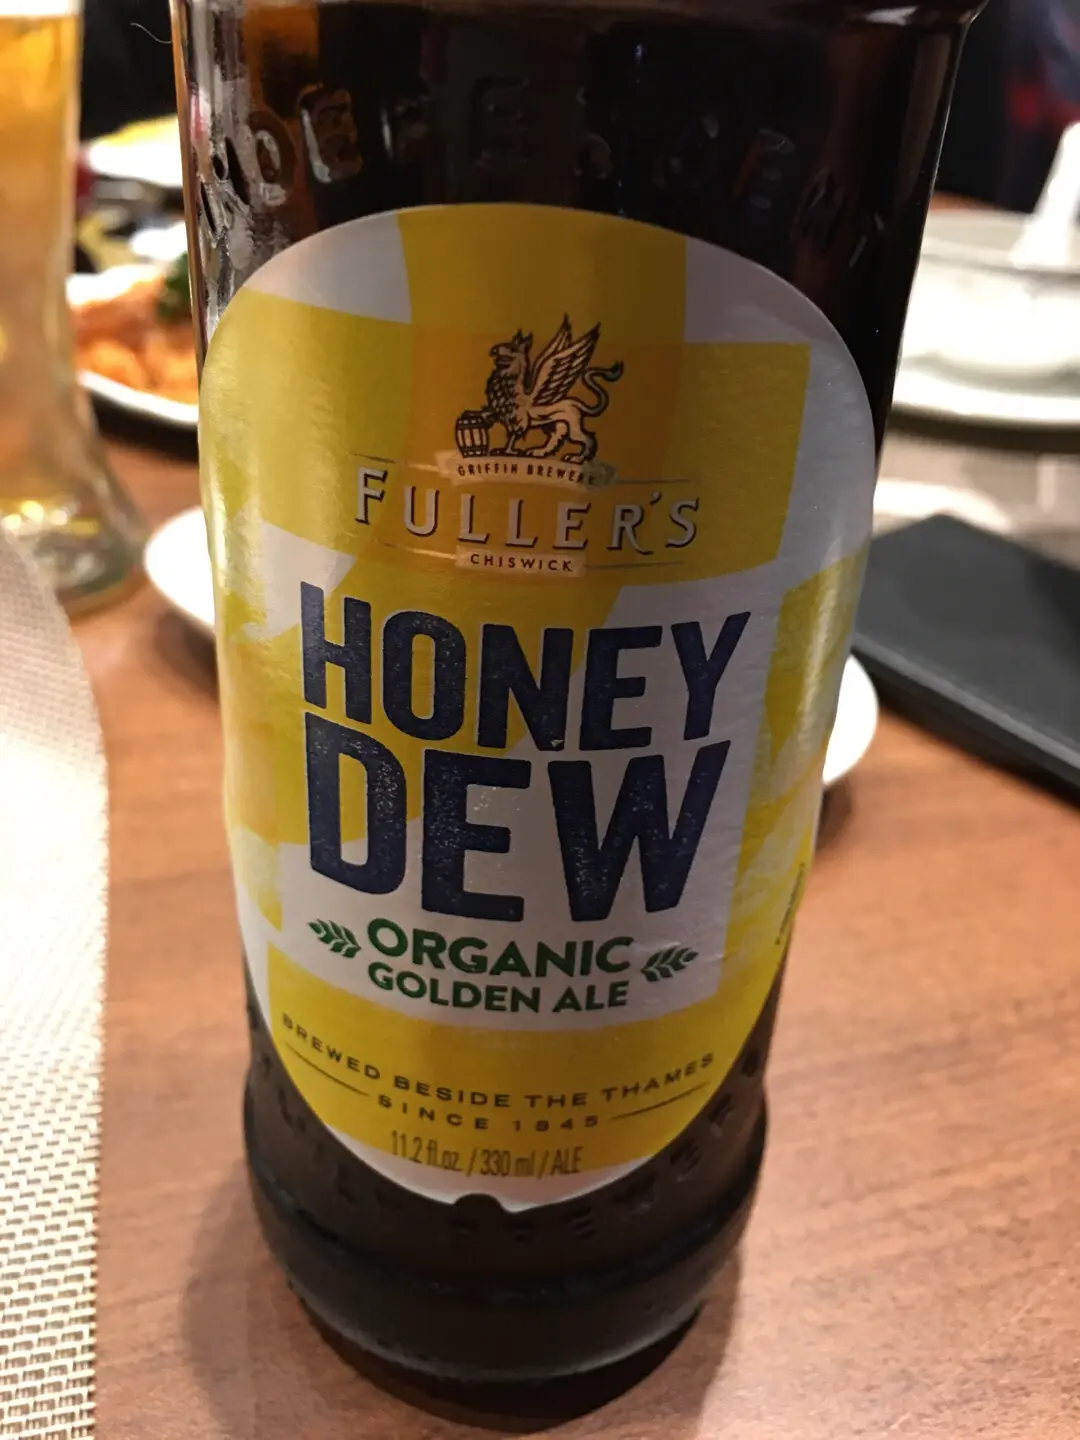 GRIFFIN BREWERY
FULLER'S
CHISWICK
HONEY
DEW
ORGANIC
GOLDEN ALE
BREWED BESIDE THE THAMES
SINCE 1845
11.2 fl.oz. / 330 ml / ALE